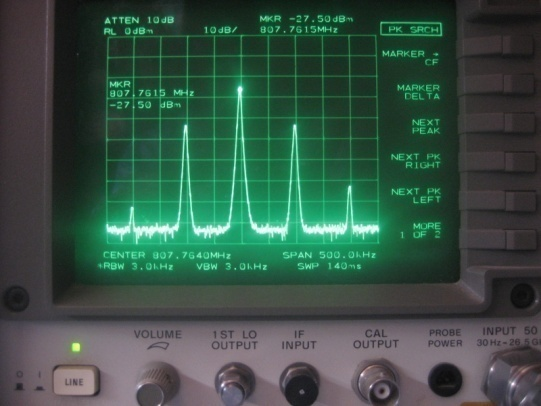 ATTEN 10dB
MKR -27.50dBm
RL 0dBm
10dB/
807.7615MHz
PK SRCH
MARKER →
CF
MKR
807.7615 MHz
-27.50 dBm
MARKER
DELTA
NEXT
PEAK
NEXT PK
RIGHT
NEXT PK
LEFT
MORE
1 OF 2
CENTER 807.7640MHz
SPAN 500.0kHz
*RBW 3.0kHz
VBW 3.0kHz
SWP 140ms
VOLUME
1ST LO
OUTPUT
IF
INPUT
CAL
OUTPUT
PROBE
POWER
INPUT 50
30Hz-26.5G
O I
LINE